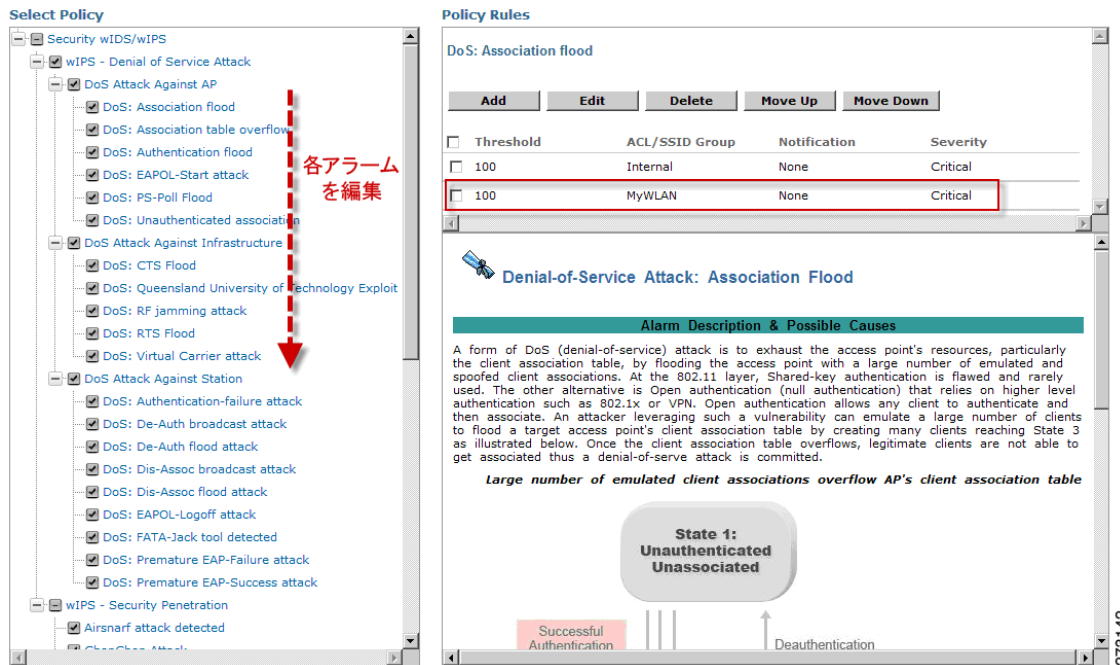 Select Policy
Security wIDS/wIPS
wIPS - Denial of Service Attack
DoS Attack Against AP
DoS: Association flood
DoS: Association table overflow
DoS: Authentication flood
DoS: EAPOL-Start attack
DoS: PS-Poll Flood
DoS: Unauthenticated association
DoS Attack Against Infrastructure
DoS: CTS Flood
DoS: Queensland University of Technology Exploit
DoS: RF jamming attack
DoS: RTS Flood
DoS: Virtual Carrier attack
DoS Attack Against Station
DoS: Authentication-failure attack
DoS: De-Auth broadcast attack
DoS: De-Auth flood attack
DoS: Dis-Assoc broadcast attack
DoS: Dis-Assoc flood attack
DoS: EAPOL-Logoff attack
DoS: FATA-Jack tool detected
DoS: Premature EAP-Failure attack
DoS: Premature EAP-Success attack
wIPS - Security Penetration
Airsnarf attack detected
ChopChop Attack
各アラーム
を編集
Policy Rules
DoS: Association flood
Add Edit Delete Move Up Move Down
Threshold ACL/SSID Group Notification Severity
100 Internal None Critical
100 MyWLAN None Critical
Denial-of-Service Attack: Association Flood
Alarm Description & Possible Causes
A form of DoS (denial-of-service) attack is to exhaust the access point's resources, particularly
the client association table, by flooding the access point with a large number of emulated and
spoofed client associations. At the 802.11 layer, Shared-key authentication is flawed and rarely
used. The other alternative is Open authentication (null authentication) that relies on higher level
authentication such as 802.1x or VPN. Open authentication allows any client to authenticate and
then associate. An attacker leveraging such a vulnerability can emulate a large number of clients
to flood a target access point's client association table by creating many clients reaching State 3
as illustrated below. Once the client association table overflows, legitimate clients are not able to
get associated thus a denial-of-serve attack is committed.
Large number of emulated client associations overflow AP's client association table
State 1:
Unauthenticated
Unassociated
Successful
Authentication
Deauthentication